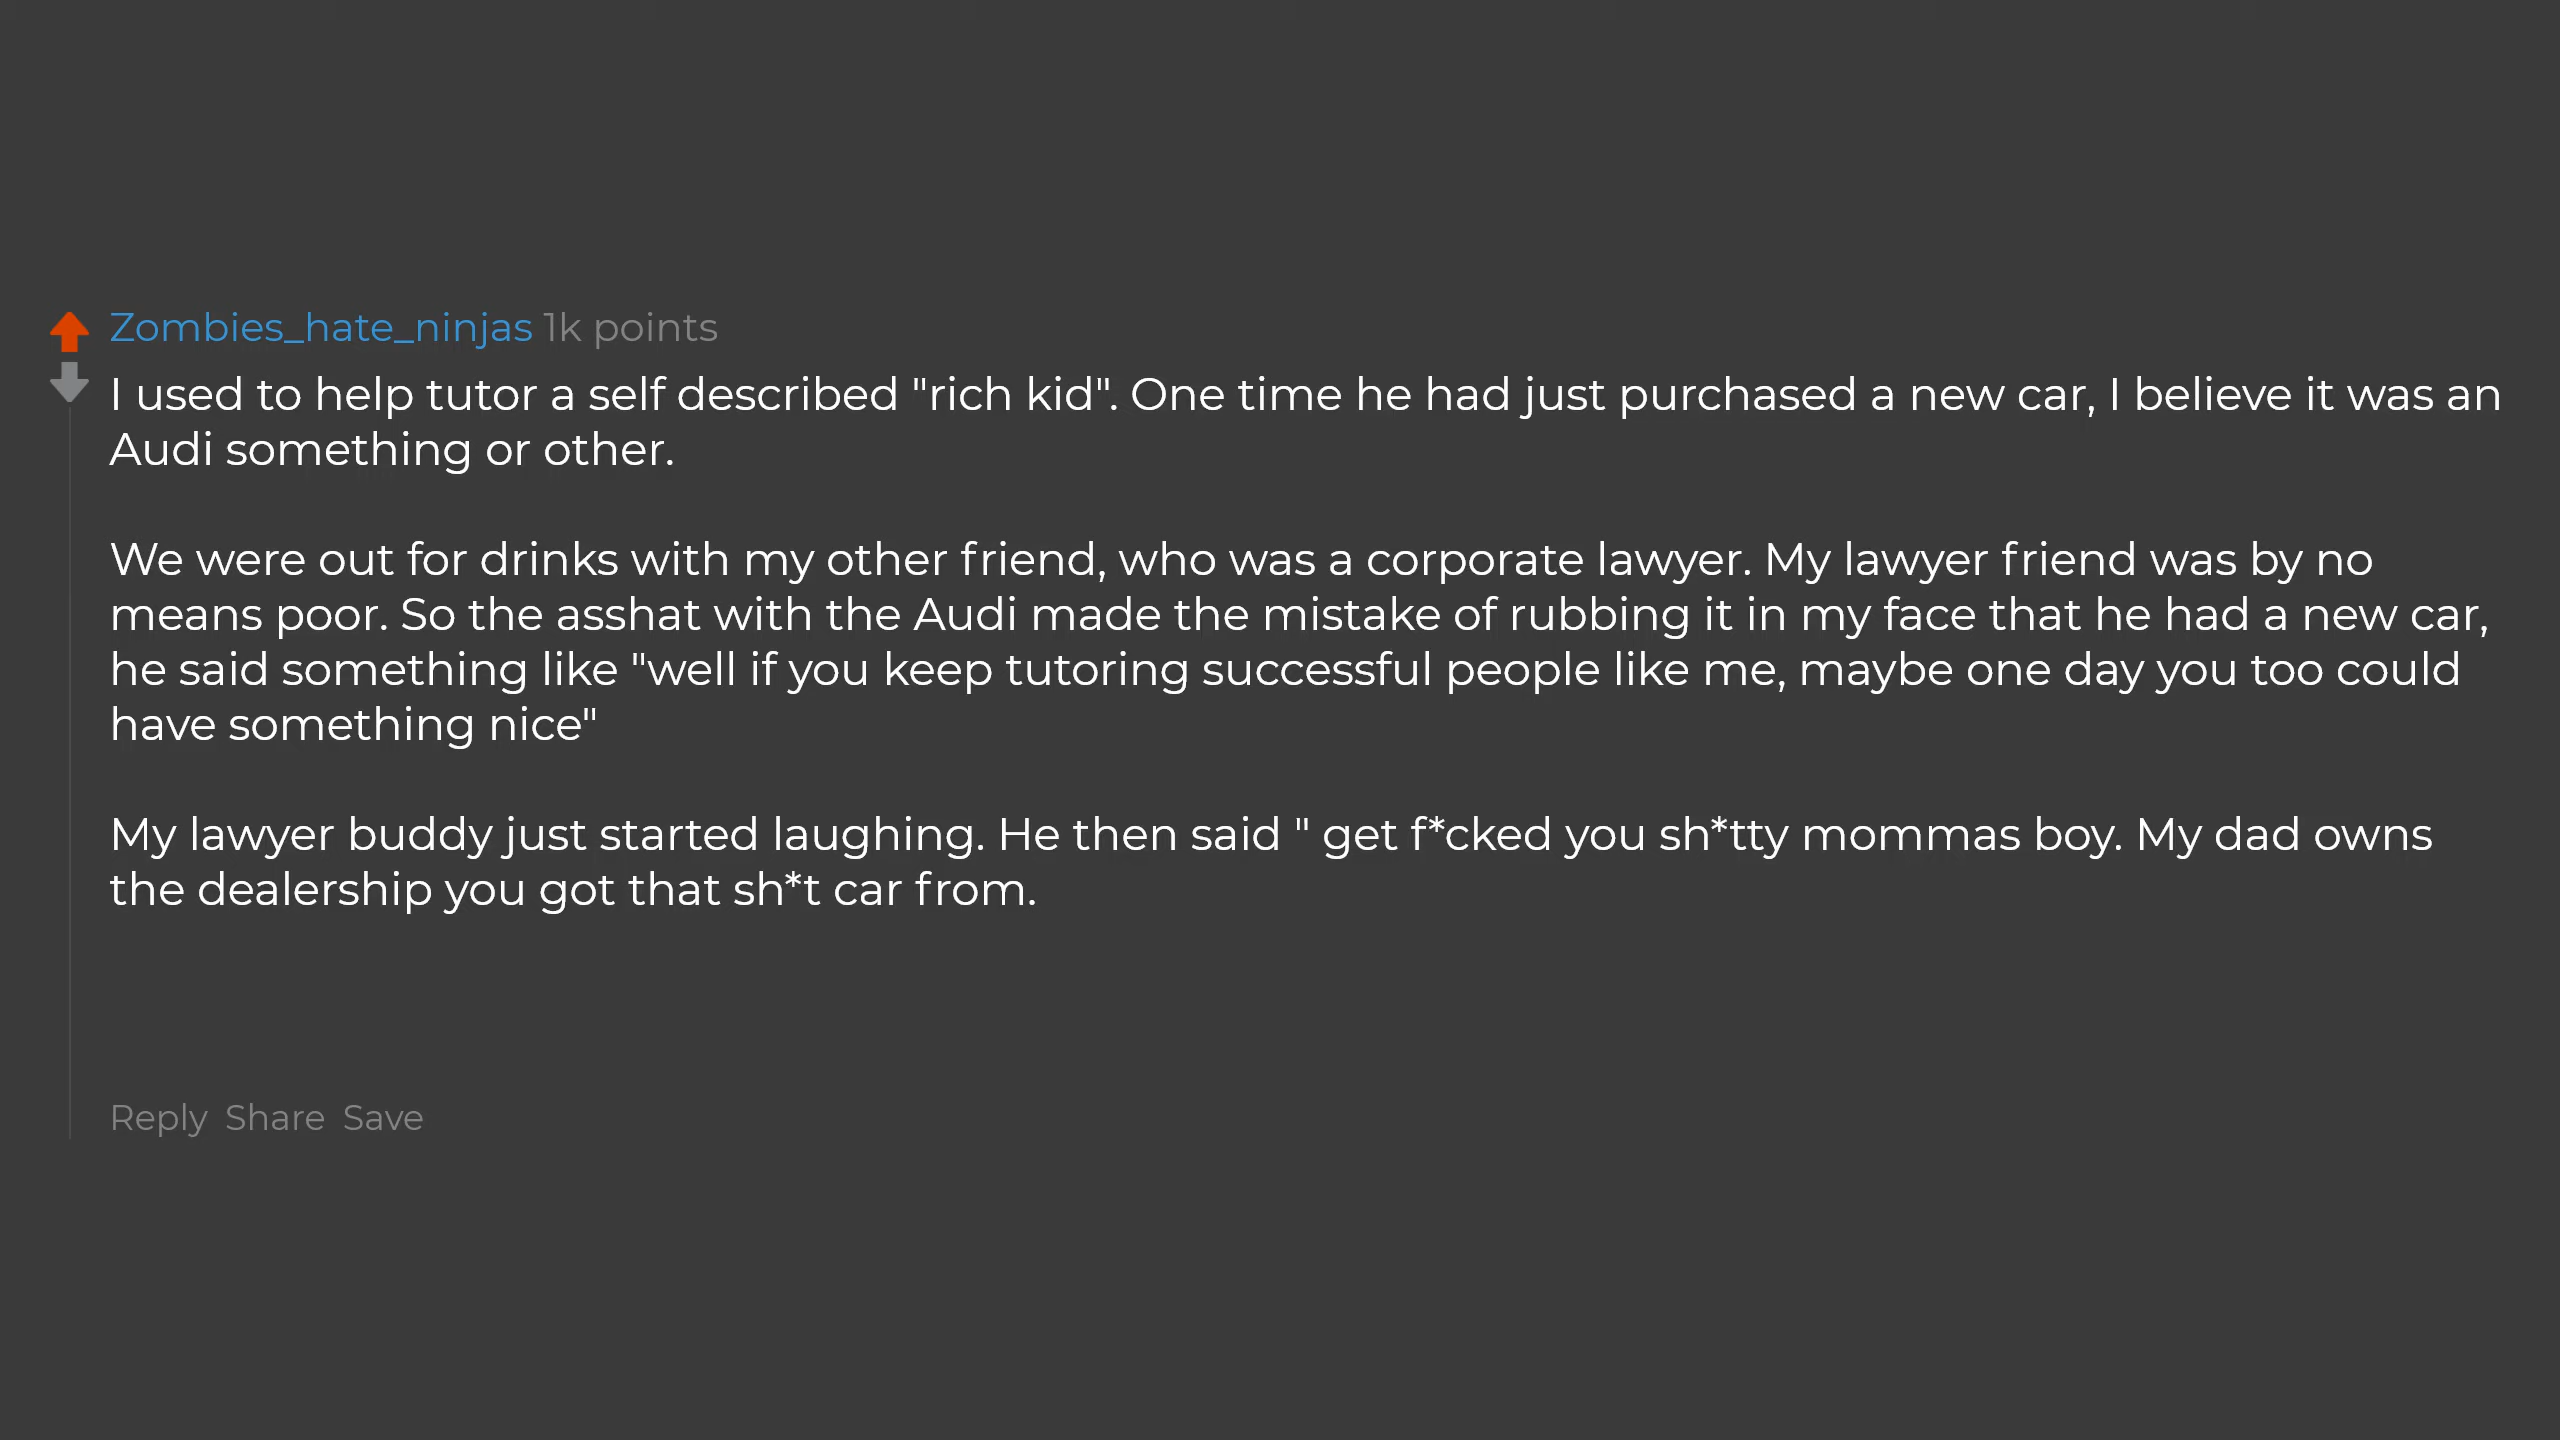 Zombies_hate_ninjas 1k points
I used to help tutor a self described "rich kid". One time he had just purchased a new car, I believe it was an
Audi something or other.
We were out for drinks with my other friend, who was a corporate lawyer. My lawyer friend was by no
means poor. So the asshat with the Audi made the mistake of rubbing it in my face that he had a new car,
he said something like "well if you keep tutoring successful people like me, maybe one day you too could
have something nice"
My lawyer buddy just started laughing. He then said " get f*cked you sh*tty mommas boy. My dad owns
the dealership you got that sh*t car from.
Reply Share Save